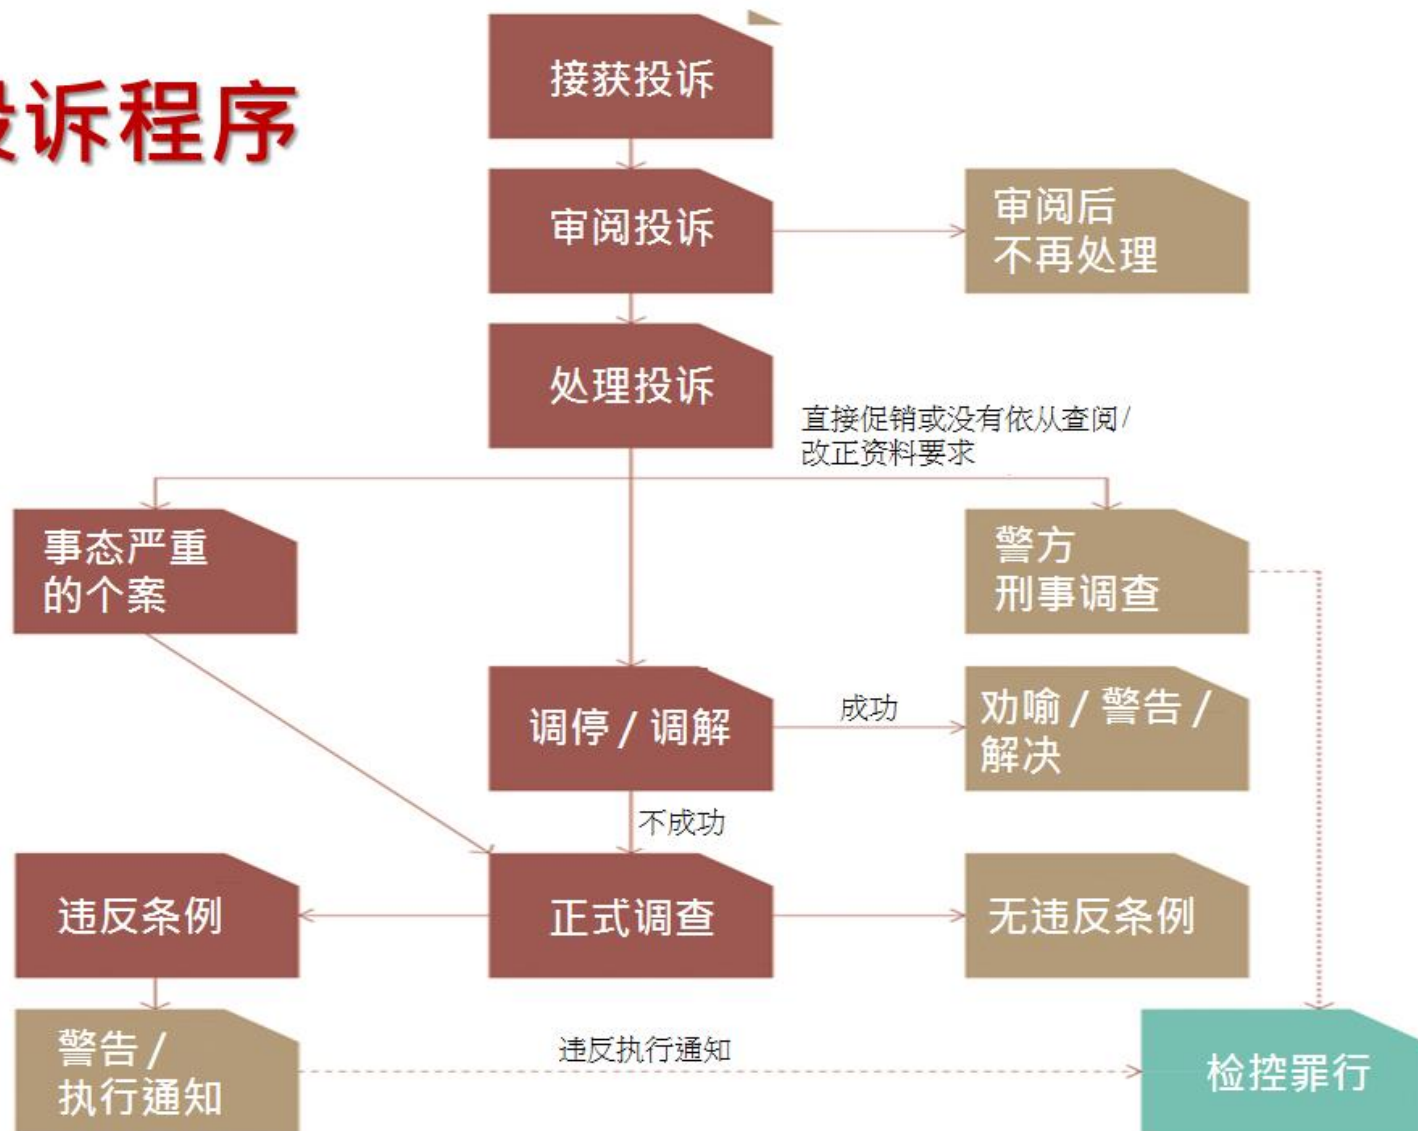 诉程序
接获投诉
审阅投诉
审阅后
不再处理
处理投诉
直接促销或没有依从查阅/
改正资料要求
事态严重
的个案
警方
刑事调查
调停 / 调解
成功
劝喻 / 警告 /
解决
不成功
违反条例
正式调查
无违反条例
警告 /
执行通知
违反执行通知
检控罪行